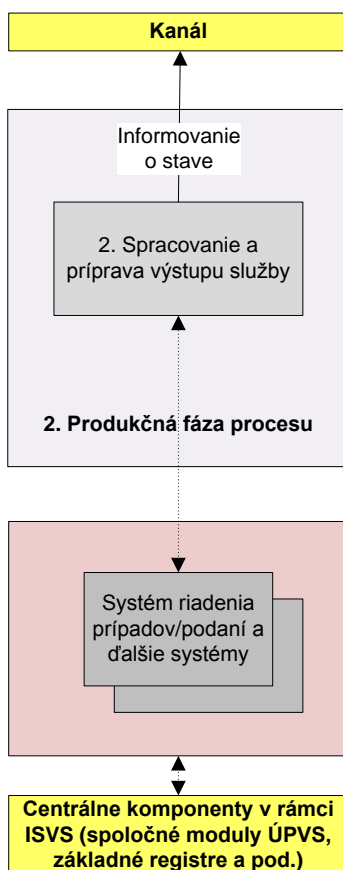 Kanál
Informovanie
o stave
2. Spracovanie a
príprava výstupu služby
2. Produkčná fáza procesu
Systém riadenia
prípadov/podaní a
ďalšie systémy
Centrálne komponenty v rámci
ISVS (spoločné moduly ÚPVS,
základné registre a pod.)